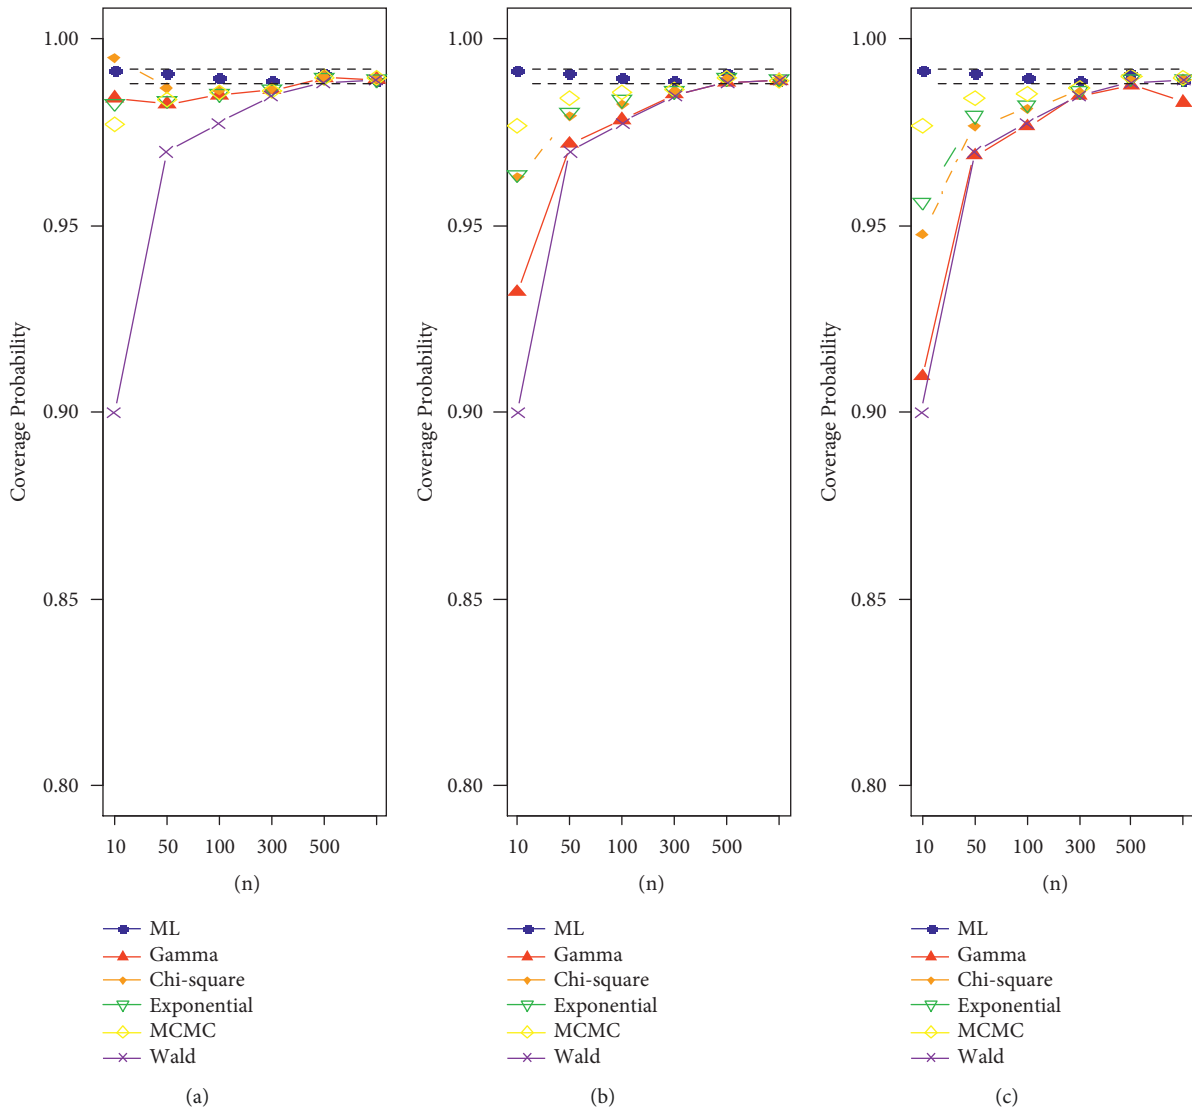 Coverage Probability
1.00
0.95
0.90
0.85
0.80
10 50 100 300 500
(n)
ML
Gamma
Chi-square
Exponential
MCMC
Wald
(a)
Coverage Probability
1.00
0.95
0.90
0.85
0.80
10 50 100 300 500
(n)
ML
Gamma
Chi-square
Exponential
MCMC
Wald
(b)
Coverage Probability
1.00
0.95
0.90
0.85
0.80
10 50 100 300 500
(n)
ML
Gamma
Chi-square
Exponential
MCMC
Wald
(c)